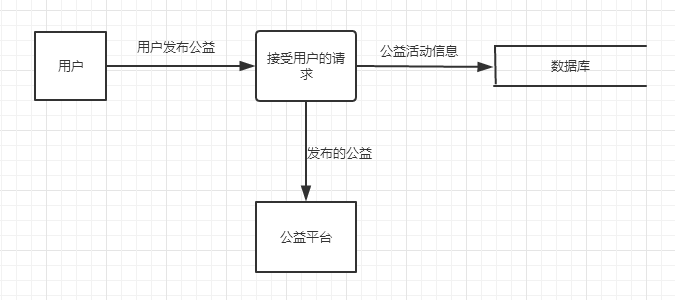 用户发布公益
用户
接受用户的请
求
公益活动信息
数据库
发布的公益
公益平台